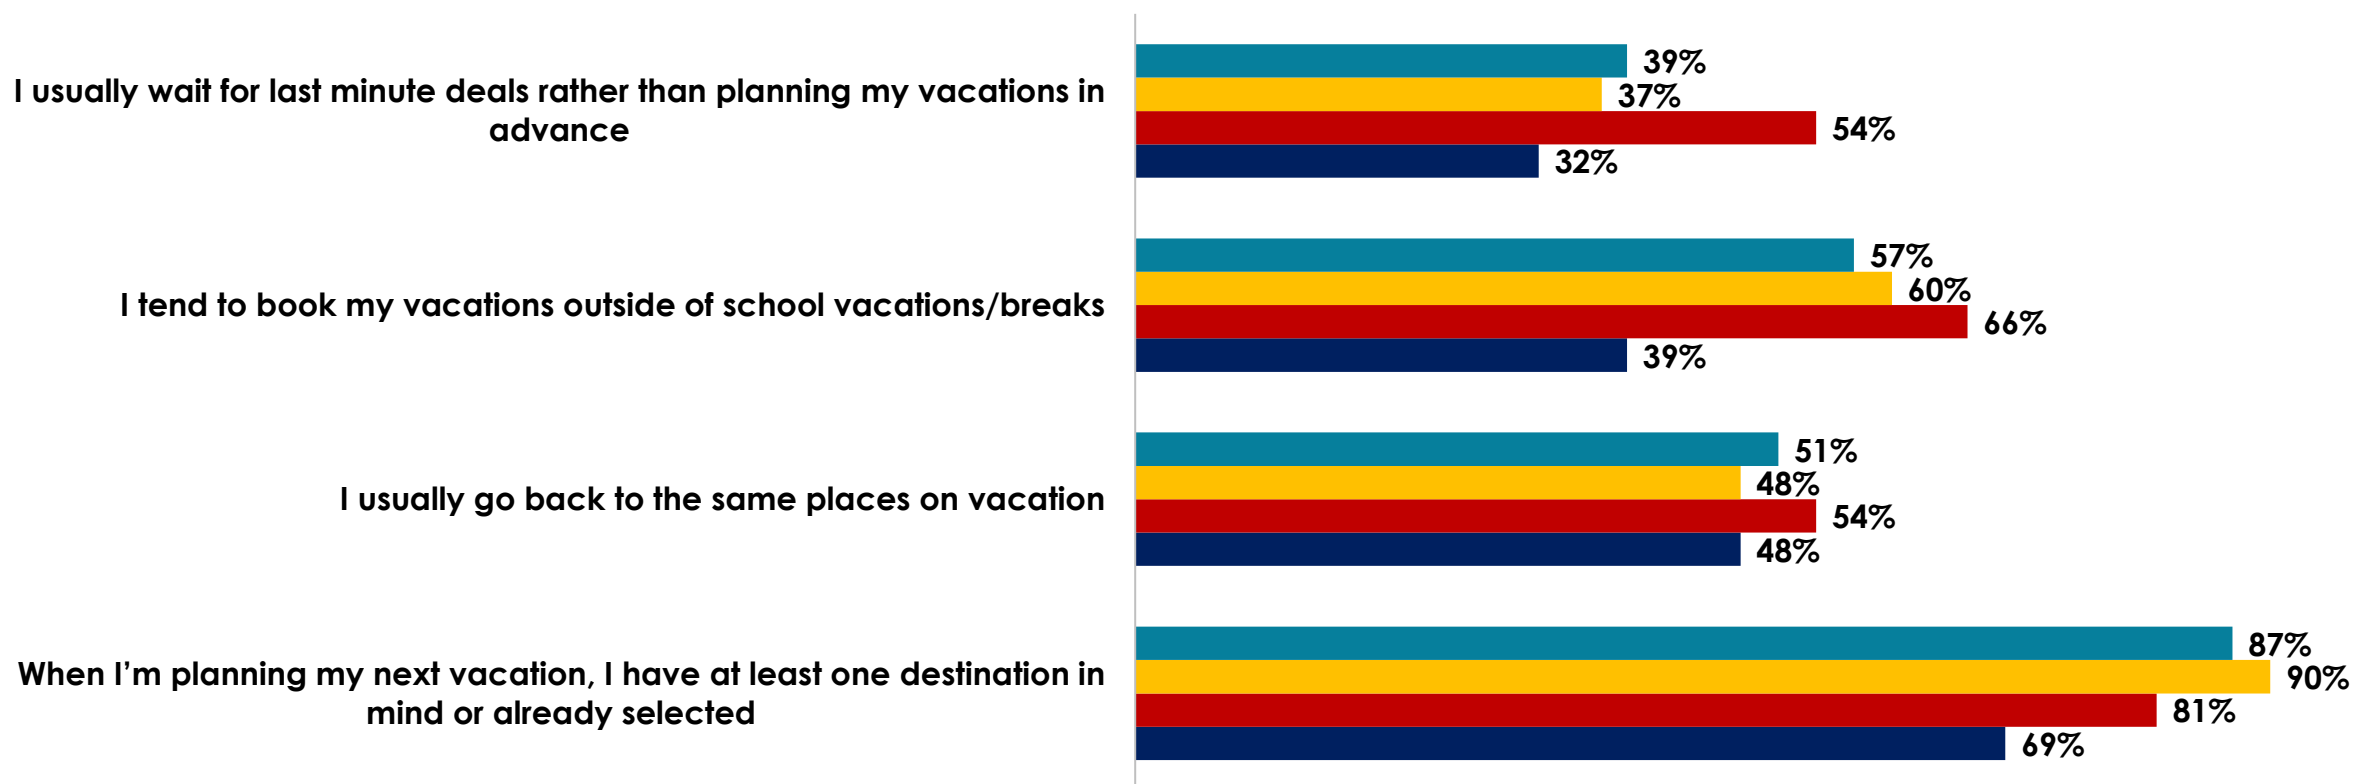 I usually wait for last minute deals rather than planning my vacations in
advance
39%
37%
54%
32%
I tend to book my vacations outside of school vacations/breaks
57%
60%
66%
39%
I usually go back to the same places on vacation
51%
48%
54%
48%
When I’m planning my next vacation, I have at least one destination in
mind or already selected
87%
90%
81%
69%